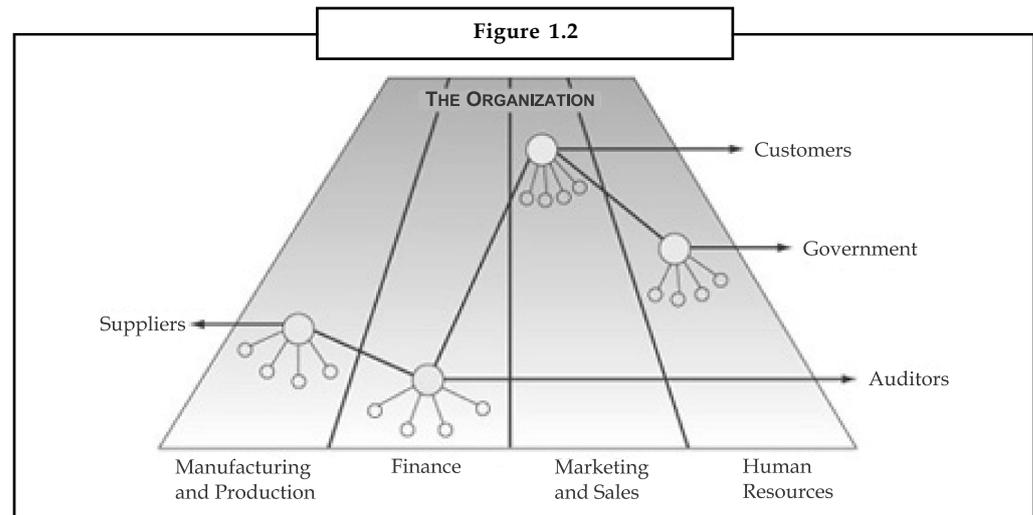 Figure 1.2
THE ORGANIZATION
Customers
Government
Suppliers
Auditors
Manufacturing
and Production
Finance
Marketing
and Sales
Human
Resources